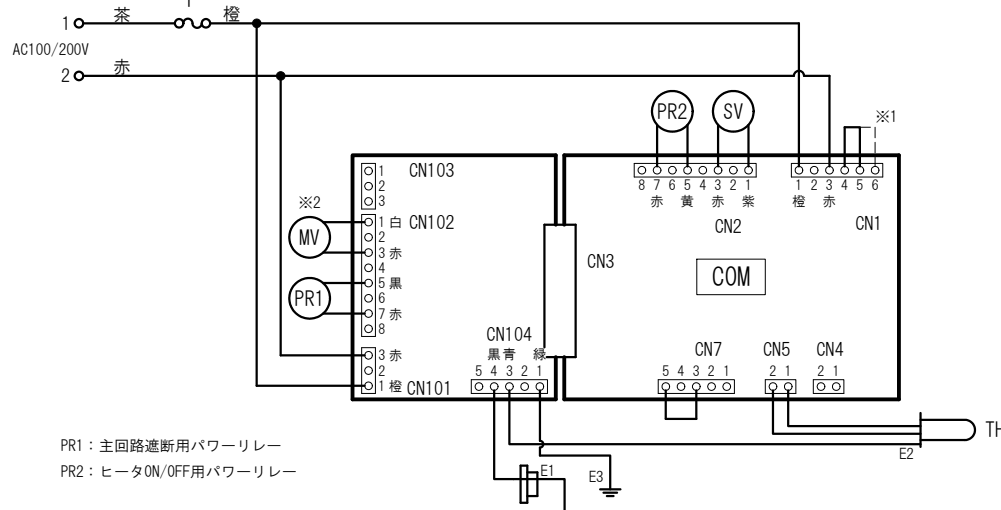 1 茶 橙
AC100/200V
2 赤
PR2 SV ※1
8 7 6 5 4 3 2 1
赤 黄 赤 紫
CN2
1 2 3 4 5 6
橙 赤
CN1
CN103
1
2
3
※2
CN102
MV
PR1
1 白
2
3 赤
4
5 黒
6
7 赤
8
CN3
COM
3 赤
2
1 橙
CN101
CN104
黒 青 緑
5 4 3 2 1
CN7
5 4 3 2 1
CN5
2 1
CN4
2 1
TH
E2
E1
E3
PR1：主回路遮断用パワーリレー
PR2：ヒータON/OFF用パワーリレー